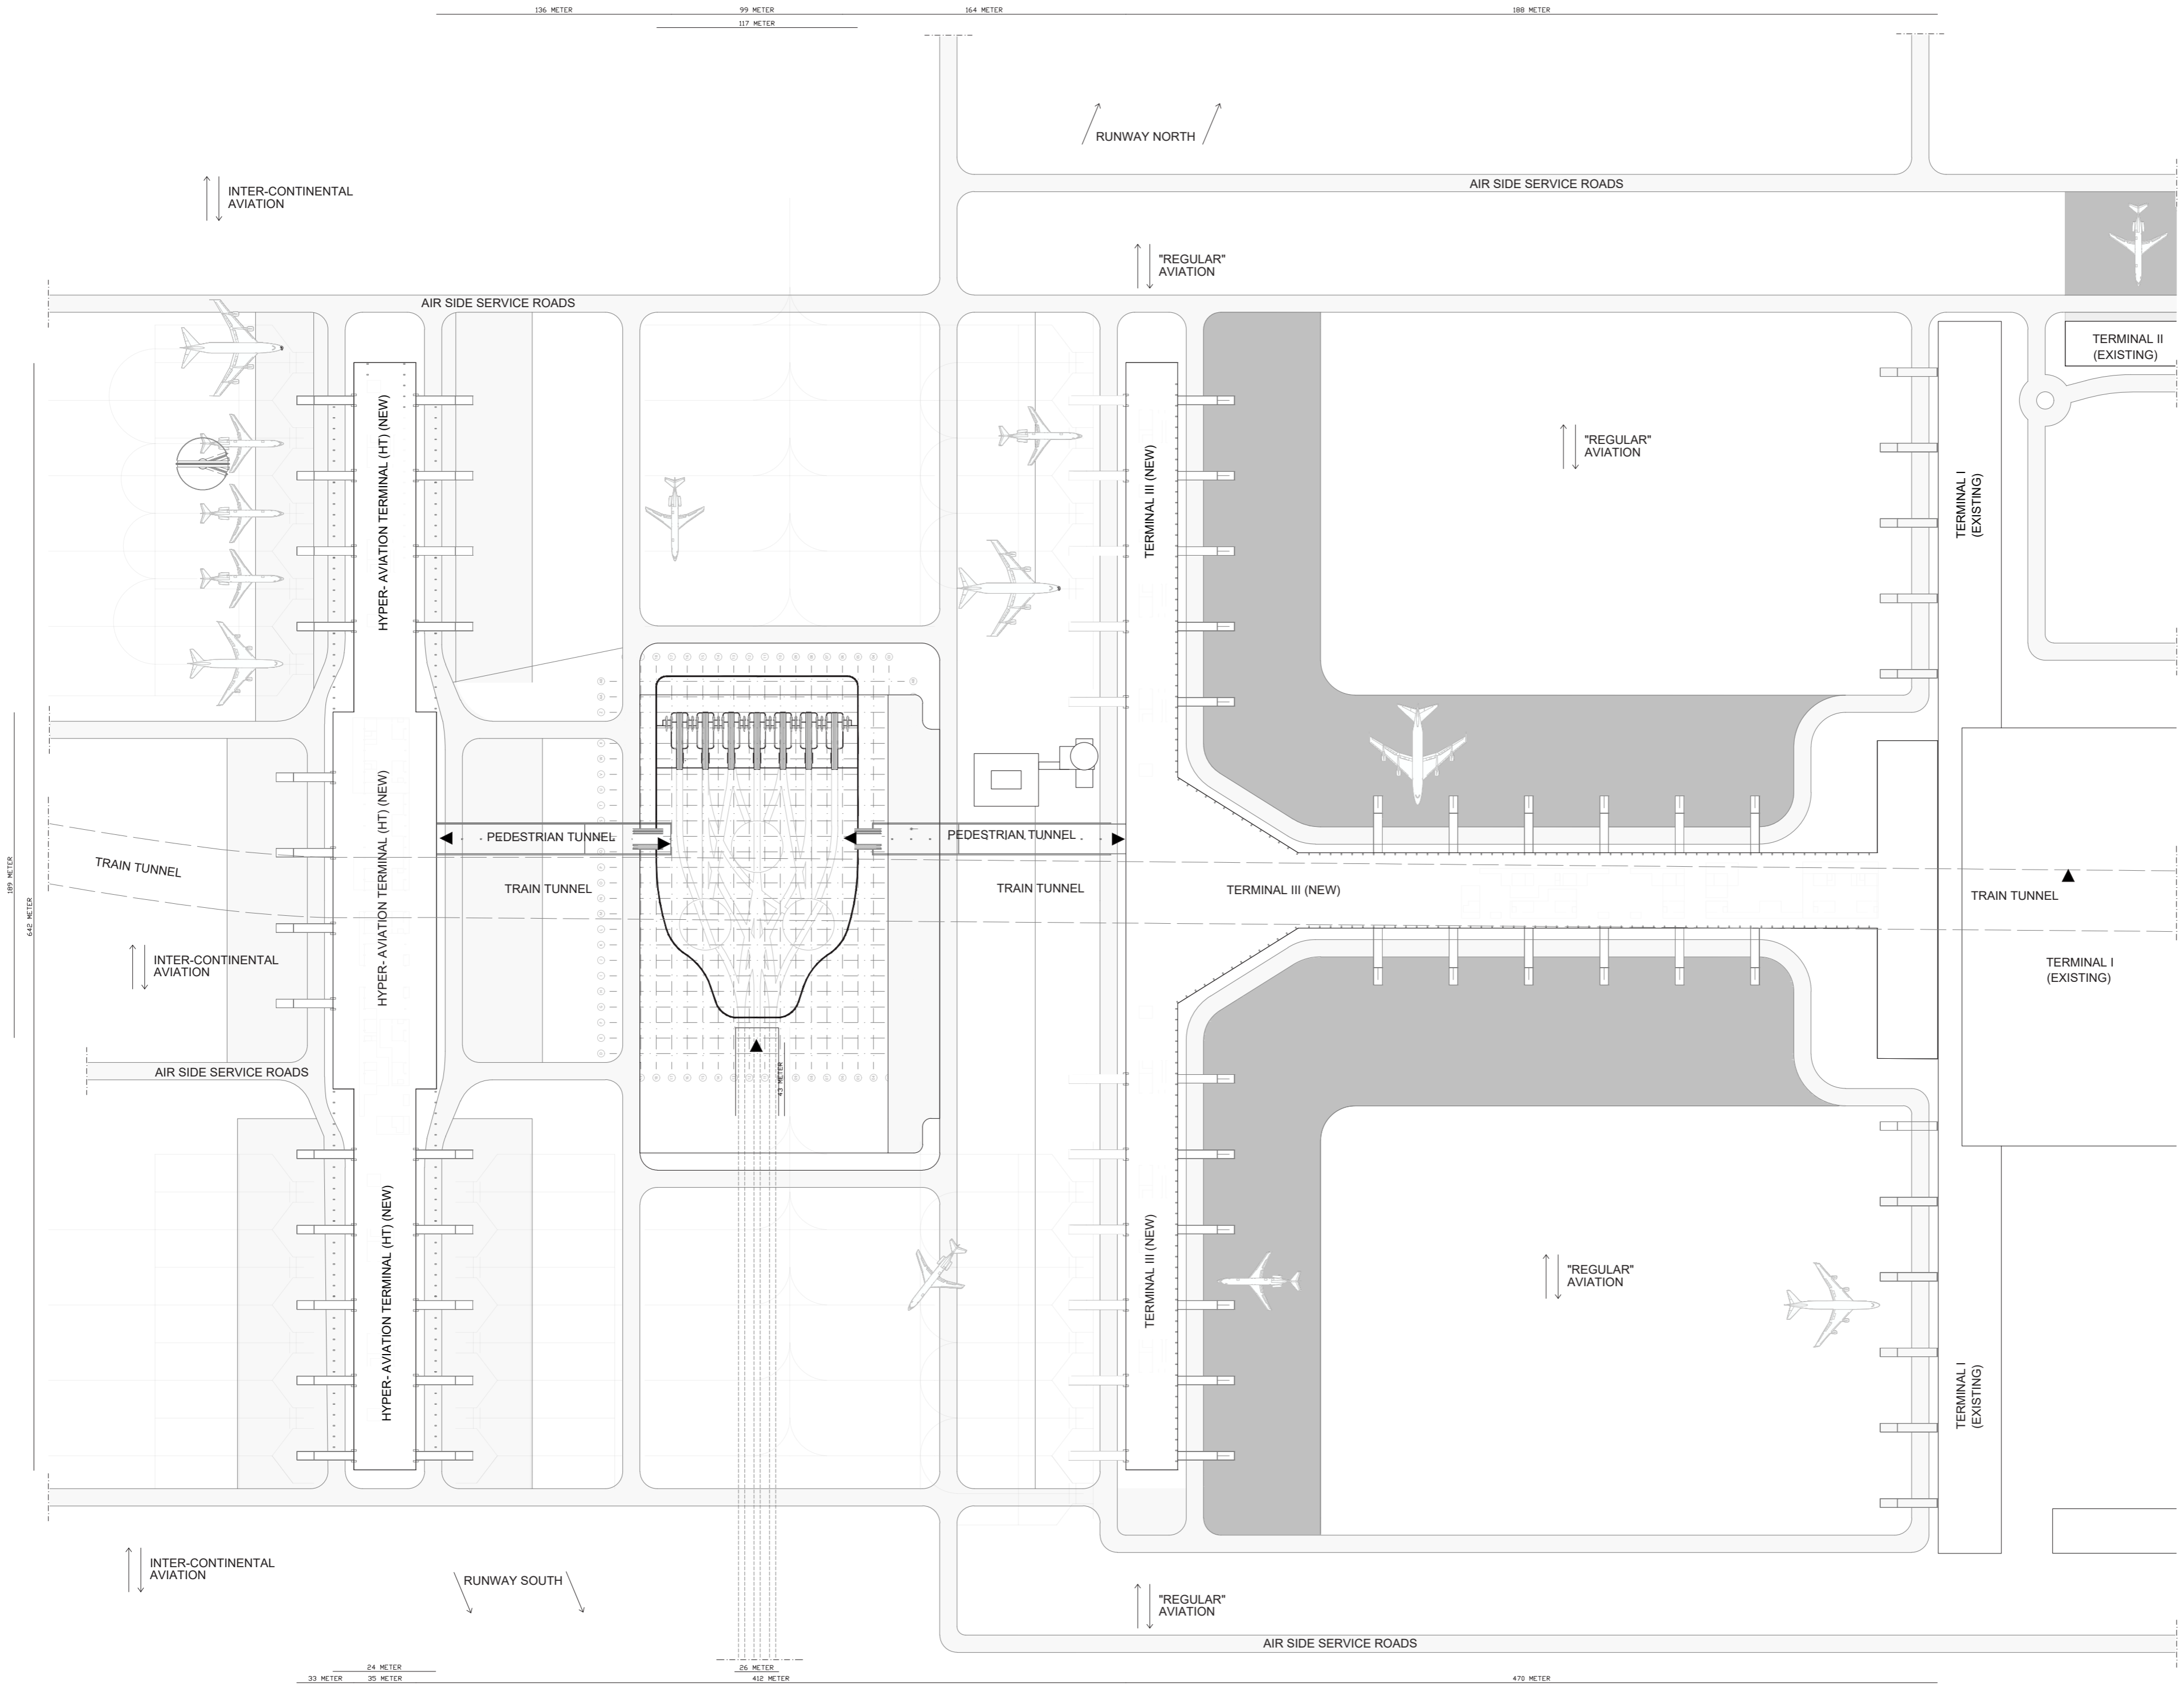 136 METER
99 METER
164 METER
188 METER
117 METER
RUNWAY NORTH
AIR SIDE SERVICE ROADS
INTER-CONTINENTAL
AVIATION
"REGULAR"
AVIATION
AIR SIDE SERVICE ROADS
TERMINAL II
(EXISTING)
HYPER- AVIATION TERMINAL (HT) (NEW)
TERMINAL III (NEW)
"REGULAR"
AVIATION
TERMINAL I
(EXISTING)
HYPER- AVIATION TERMINAL (HT) (NEW)
PEDESTRIAN TUNNEL
PEDESTRIAN TUNNEL
TRAIN TUNNEL
TRAIN TUNNEL
TRAIN TUNNEL
TERMINAL III (NEW)
TRAIN TUNNEL
189 METER
642 METER
INTER-CONTINENTAL
AVIATION
TERMINAL I
(EXISTING)
AIR SIDE SERVICE ROADS
43 METER
HYPER- AVIATION TERMINAL (HT) (NEW)
TERMINAL III (NEW)
"REGULAR"
AVIATION
TERMINAL I
(EXISTING)
INTER-CONTINENTAL
AVIATION
RUNWAY SOUTH
"REGULAR"
AVIATION
AIR SIDE SERVICE ROADS
24 METER
26 METER
33 METER
35 METER
412 METER
470 METER